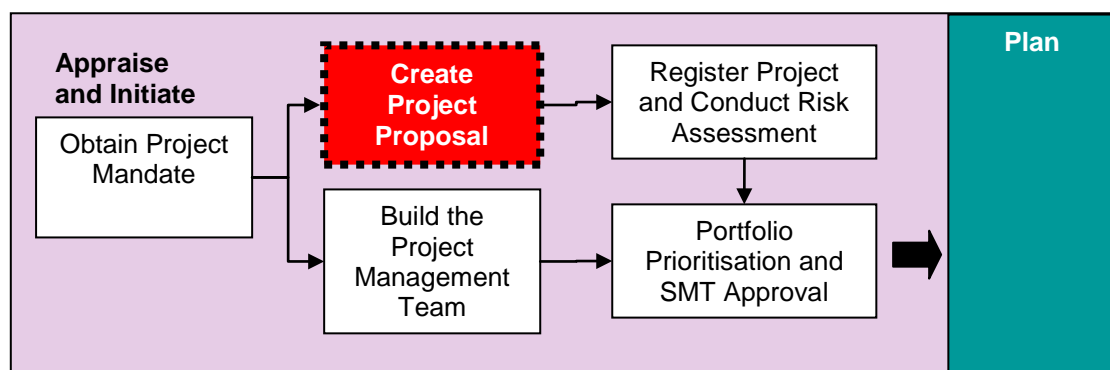 Appraise
and Initiate
Obtain Project
Mandate
Create
Project
Proposal
Register Project
and Conduct Risk
Assessment
Build the
Project
Management
Team
Portfolio
Prioritisation and
SMT Approval
Plan